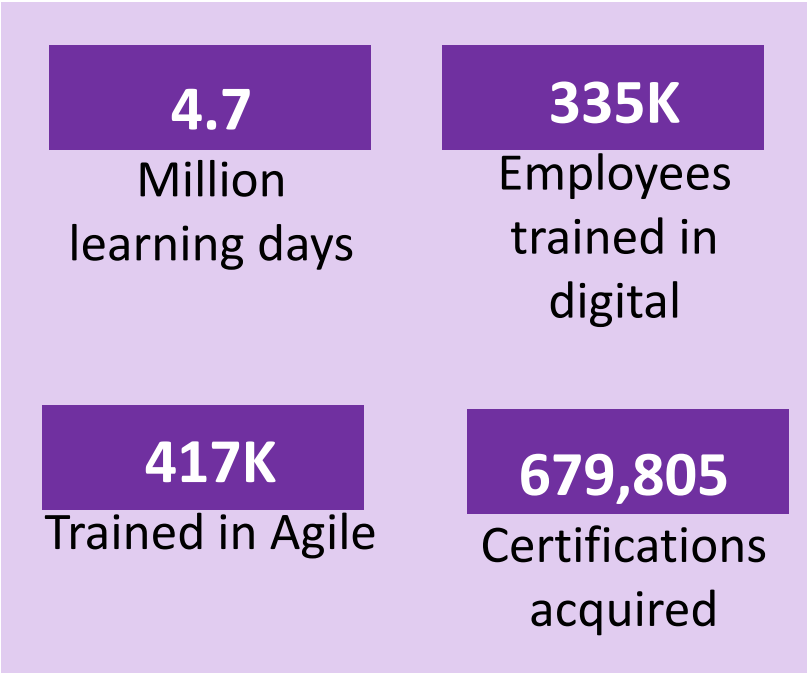 4.7
Million
learning days
335K
Employees
trained in
digital
417K
Trained in Agile
679,805
Certifications
acquired